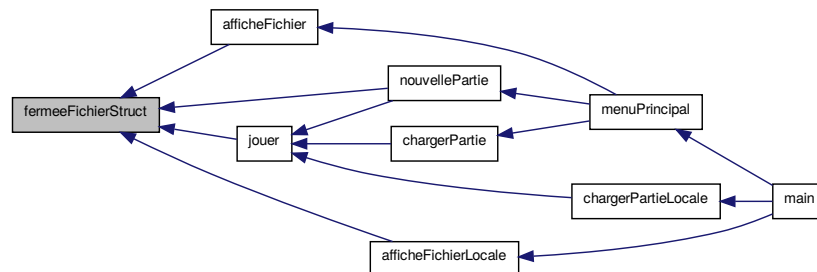 afficheFichier
nouvellePartie
fermeeFichierStruct
menuPrincipal
jouer
chargerPartie
chargerPartieLocale
main
afficheFichierLocale